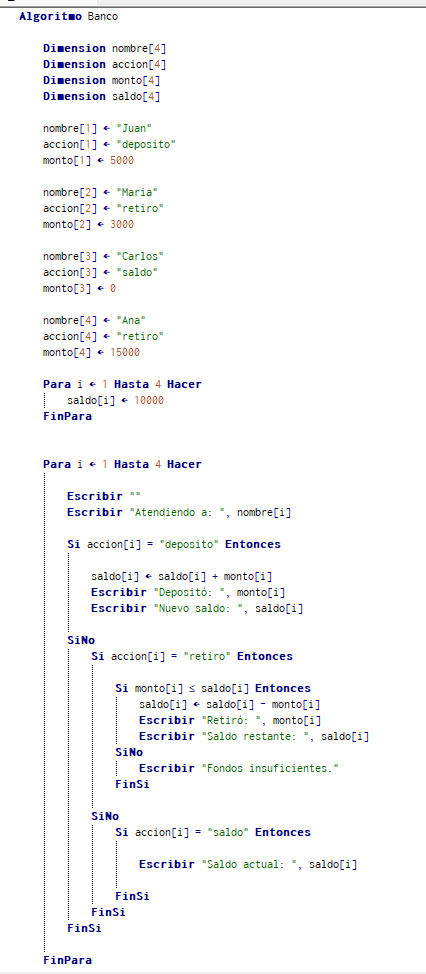 Algoritmo Banco
Dimension nombre[4]
Dimension accion[4]
Dimension monto[4]
Dimension saldo[4]
nombre[1] ← "Juan"
accion[1] ← "deposito"
monto[1] ← 5000
nombre[2] ← "Maria"
accion[2] ← "retiro"
monto[2] ← 3000
nombre[3] ← "Carlos"
accion[3] ← "saldo"
monto[3] ← 0
nombre[4] ← "Ana"
accion[4] ← "retiro"
monto[4] ← 15000
Para i ← 1 Hasta 4 Hacer
saldo[i] ← 10000
FinPara
Para i ← 1 Hasta 4 Hacer
Escribir ""
Escribir "Atendiendo a: ", nombre[i]
Si accion[i] = "deposito" Entonces
saldo[i] ← saldo[i] + monto[i]
Escribir "Depositó: ", monto[i]
Escribir "Nuevo saldo: ", saldo[i]
SiNo
Si accion[i] = "retiro" Entonces
Si monto[i] ≤ saldo[i] Entonces
saldo[i] ← saldo[i] - monto[i]
Escribir "Retiró: ", monto[i]
Escribir "Saldo restante: ", saldo[i]
SiNo
Escribir "Fondos insuficientes."
FinSi
SiNo
Si accion[i] = "saldo" Entonces
Escribir "Saldo actual: ", saldo[i]
FinSi
FinSi
FinSi
FinPara